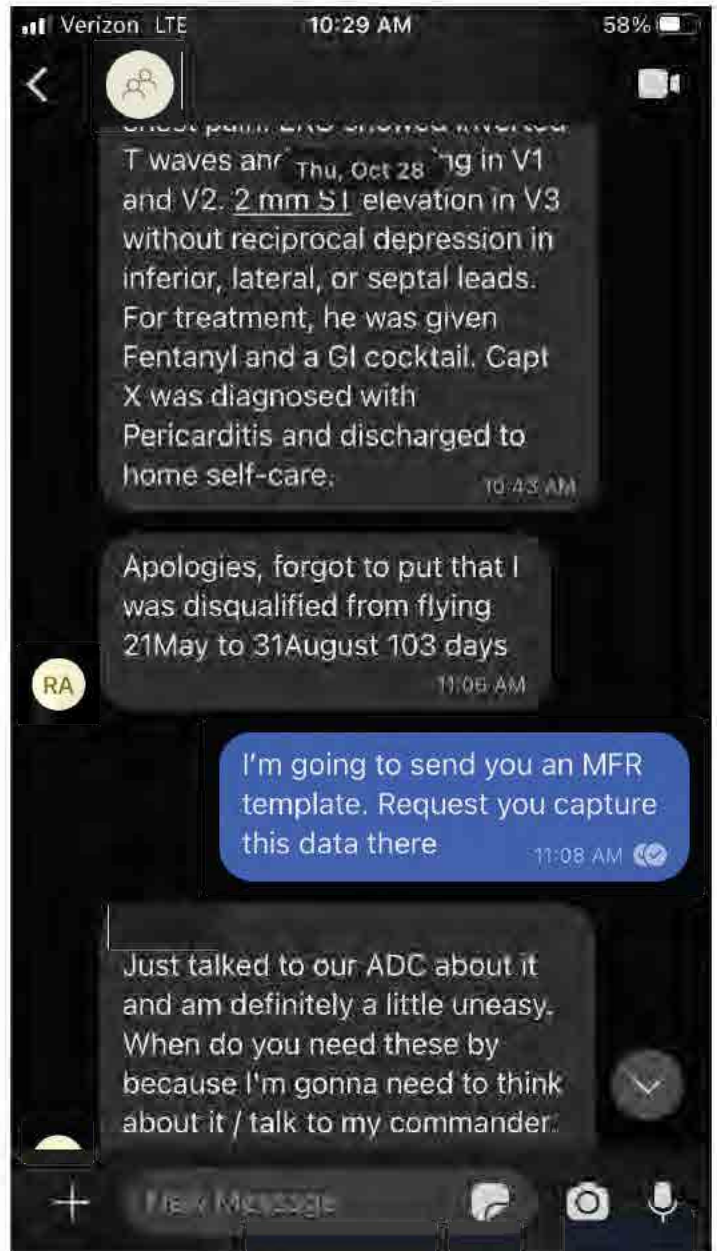 Verizon LTE 10:29 AM 58%
T waves and
Thu, Oct 28
in V1
and V2. 2 mm ST elevation in V3
without reciprocal depression in
inferior, lateral, or septal leads.
For treatment, he was given
Fentanyl and a GI cocktail. Capt
X was diagnosed with
Pericarditis and discharged to
home self-care.
10:43 AM
Apologies, forgot to put that I
was disqualified from flying
21May to 31August 103 days
11:06 AM
RA
I'm going to send you an MFR
template. Request you capture
this data there
11:08 AM
Just talked to our ADC about it
and am definitely a little uneasy.
When do you need these by
because I'm gonna need to think
about it / talk to my commander.
New Message